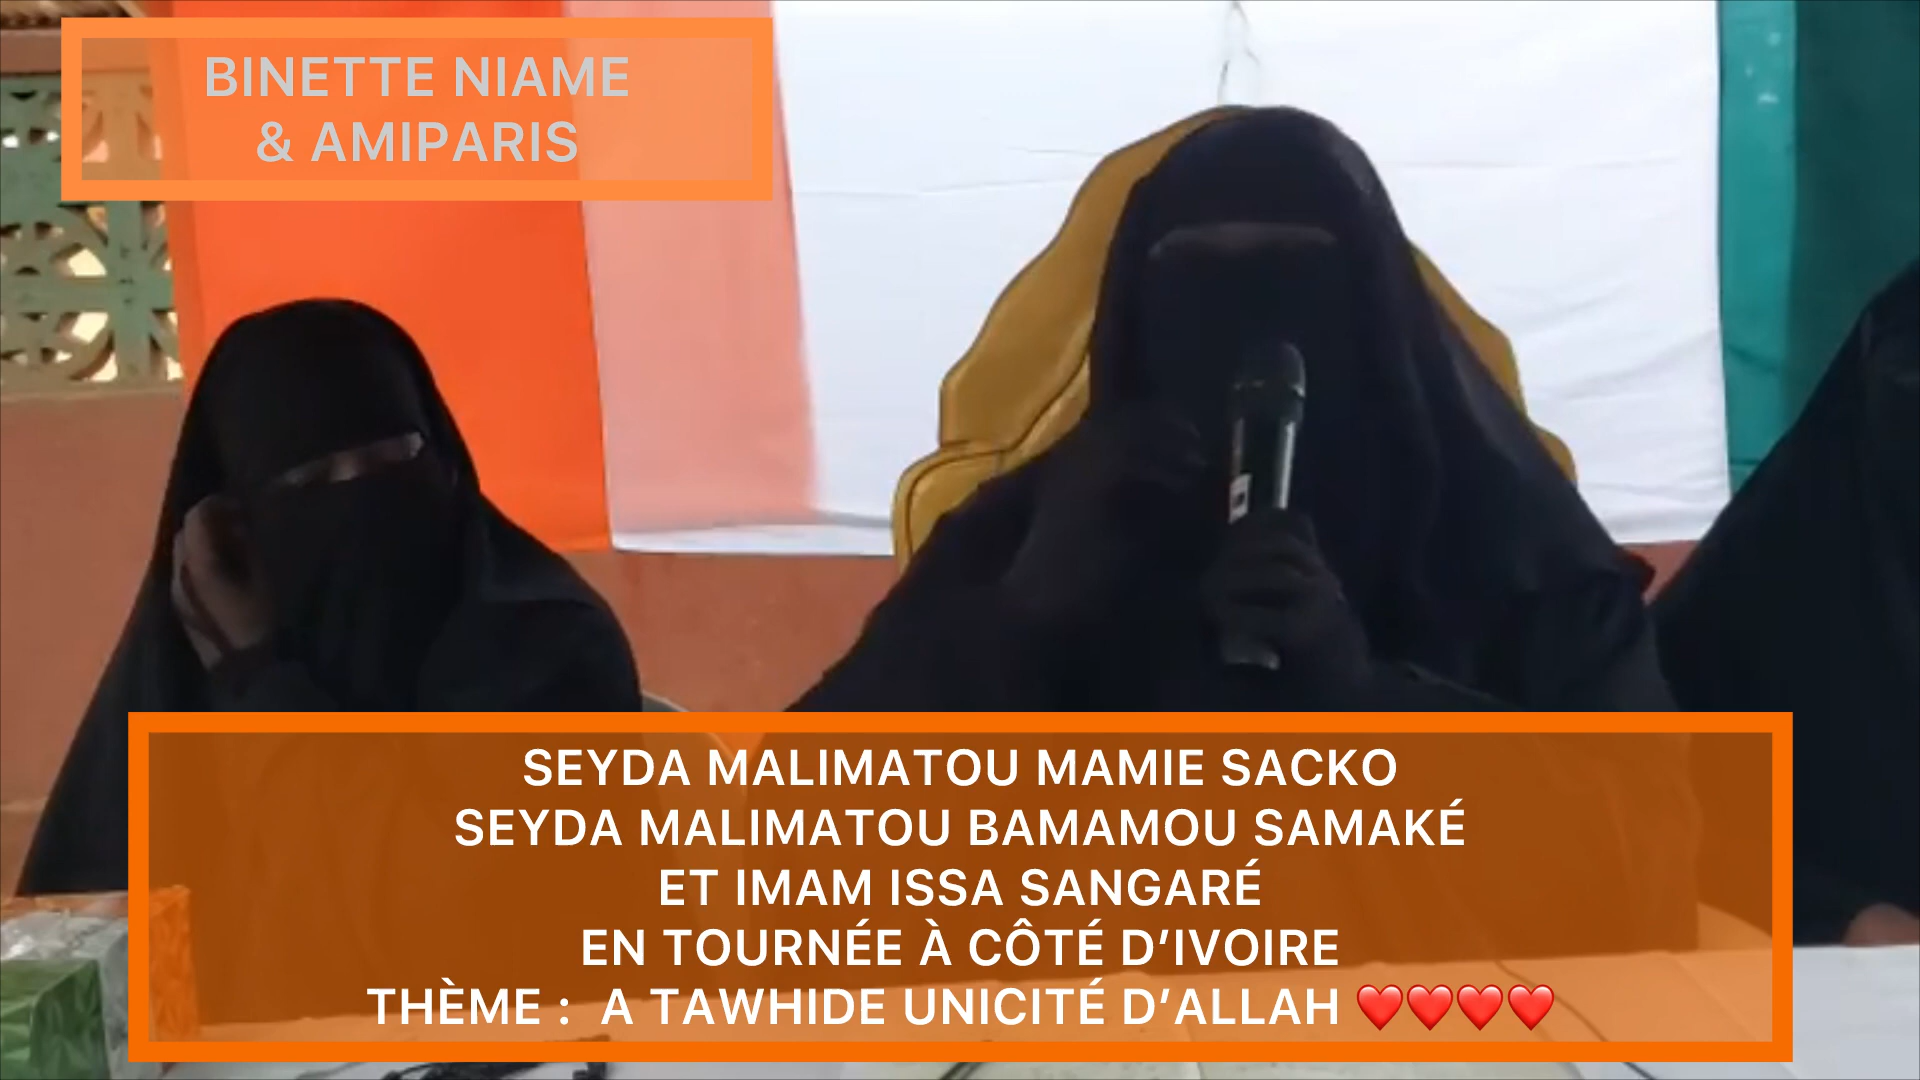 BINETTE NIAME
& AMIPARIS
SEYDA MALIMATOU MAMIE SACKO
SEYDA MALIMATOU BAMAMOU SAMAKÉ
ET IMAM ISSA SANGARÉ
EN TOURNÉE À CÔTÉ D’IVOIRE
THÈME :  A TAWHIDE UNICITÉ D’ALLAH ❤️❤️❤️❤️